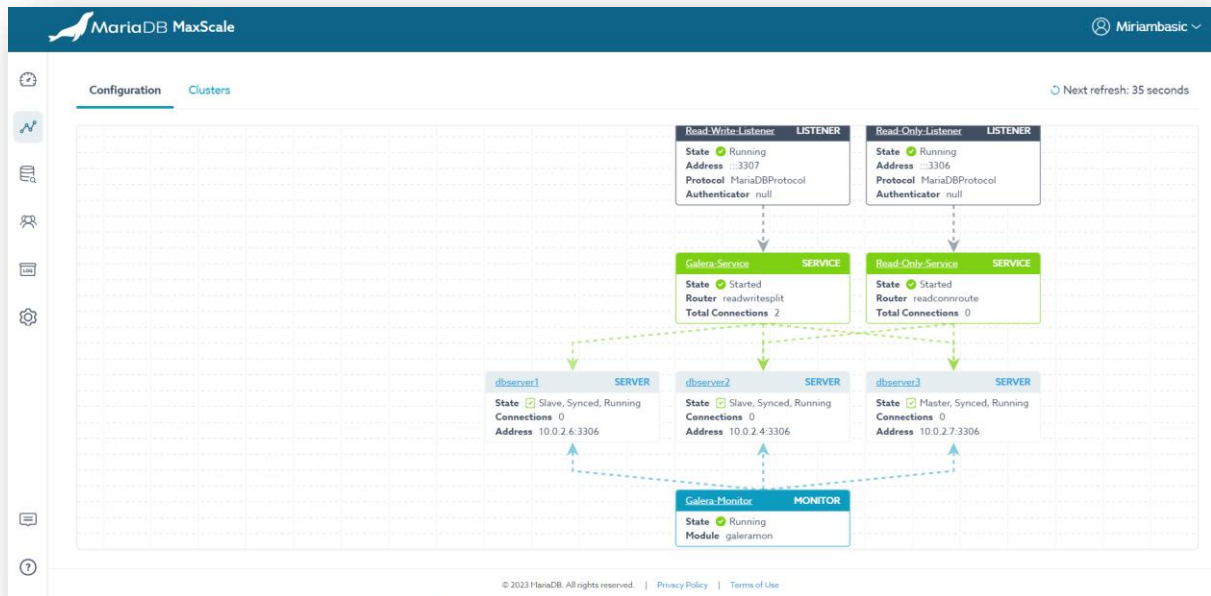 MariaDB MaxScale
Miriambasic
Configuration Clusters
Next refresh: 35 seconds
Read-Write-Listener LISTENER
State Running
Address :::3307
Protocol MariaDBProtocol
Authenticator null
Read-Only-Listener LISTENER
State Running
Address :::3306
Protocol MariaDBProtocol
Authenticator null
Galera-Service SERVICE
State Started
Router readwritesplit
Total Connections 2
Read-Only-Service SERVICE
State Started
Router readconnroute
Total Connections 0
dbserver1 SERVER
State Slave, Synced, Running
Connections 0
Address 10.0.2.6:3306
dbserver2 SERVER
State Slave, Synced, Running
Connections 0
Address 10.0.2.4:3306
dbserver3 SERVER
State Master, Synced, Running
Connections 0
Address 10.0.2.7:3306
Galera-Monitor MONITOR
State Running
Module galeramon
LOG
© 2023 MariaDB. All rights reserved. | Privacy Policy | Terms of Use